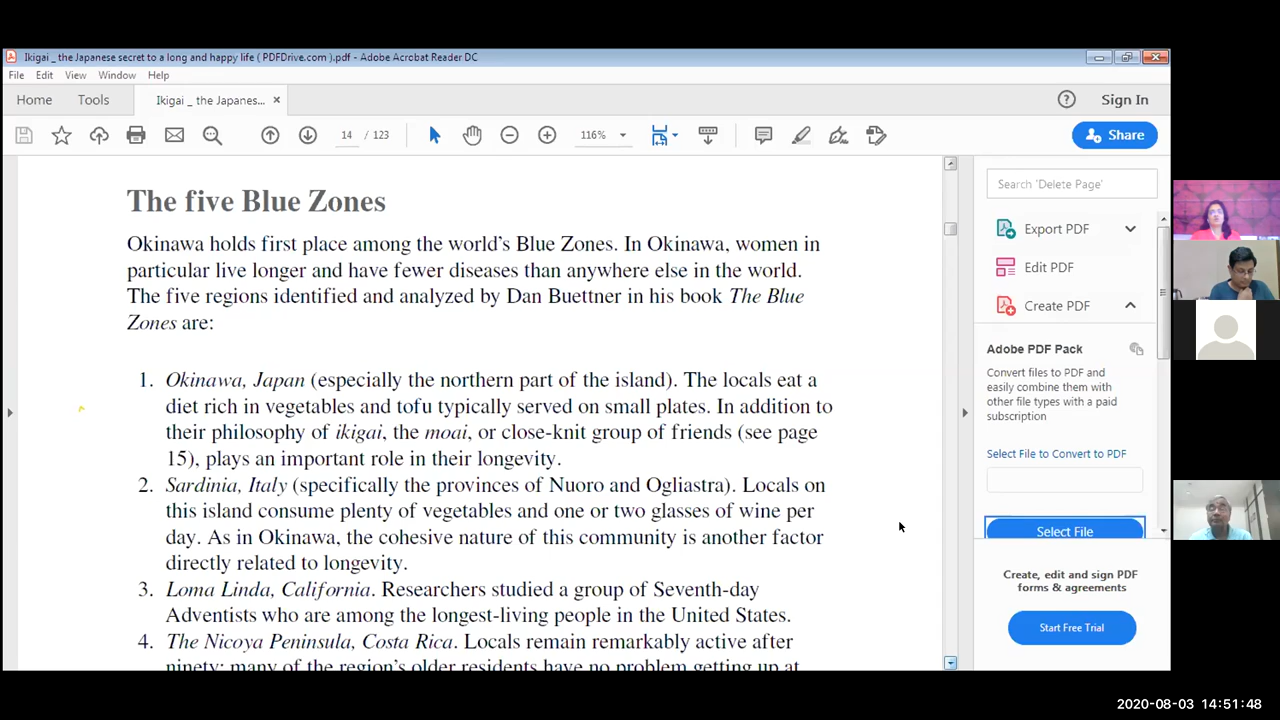 Ikigai _ the Japanese secret to a long and happy life ( PDFDrive.com ).pdf - Adobe Acrobat Reader DC
File Edit View Window Help
Home Tools Ikigai _ the Japanes... × Sign In
14 / 123 116% Share
The five Blue Zones
Okinawa holds first place among the world’s Blue Zones. In Okinawa, women in
particular live longer and have fewer diseases than anywhere else in the world.
The five regions identified and analyzed by Dan Buettner in his book The Blue
Zones are:
1. Okinawa, Japan (especially the northern part of the island). The locals eat a
diet rich in vegetables and tofu typically served on small plates. In addition to
their philosophy of ikigai, the moai, or close-knit group of friends (see page
15), plays an important role in their longevity.
2. Sardinia, Italy (specifically the provinces of Nuoro and Ogliastra). Locals on
this island consume plenty of vegetables and one or two glasses of wine per
day. As in Okinawa, the cohesive nature of this community is another factor
directly related to longevity.
3. Loma Linda, California. Researchers studied a group of Seventh-day
Adventists who are among the longest-living people in the United States.
4. The Nicoya Peninsula, Costa Rica. Locals remain remarkably active after
ninety; many of the region’s older residents have no problem getting up at
Search 'Delete Page'
Export PDF
Edit PDF
Create PDF
Adobe PDF Pack
Convert files to PDF and
easily combine them with
other file types with a paid
subscription
Select File to Convert to PDF
Select File
Create, edit and sign PDF
forms & agreements
Start Free Trial
2020-08-03 14:51:48